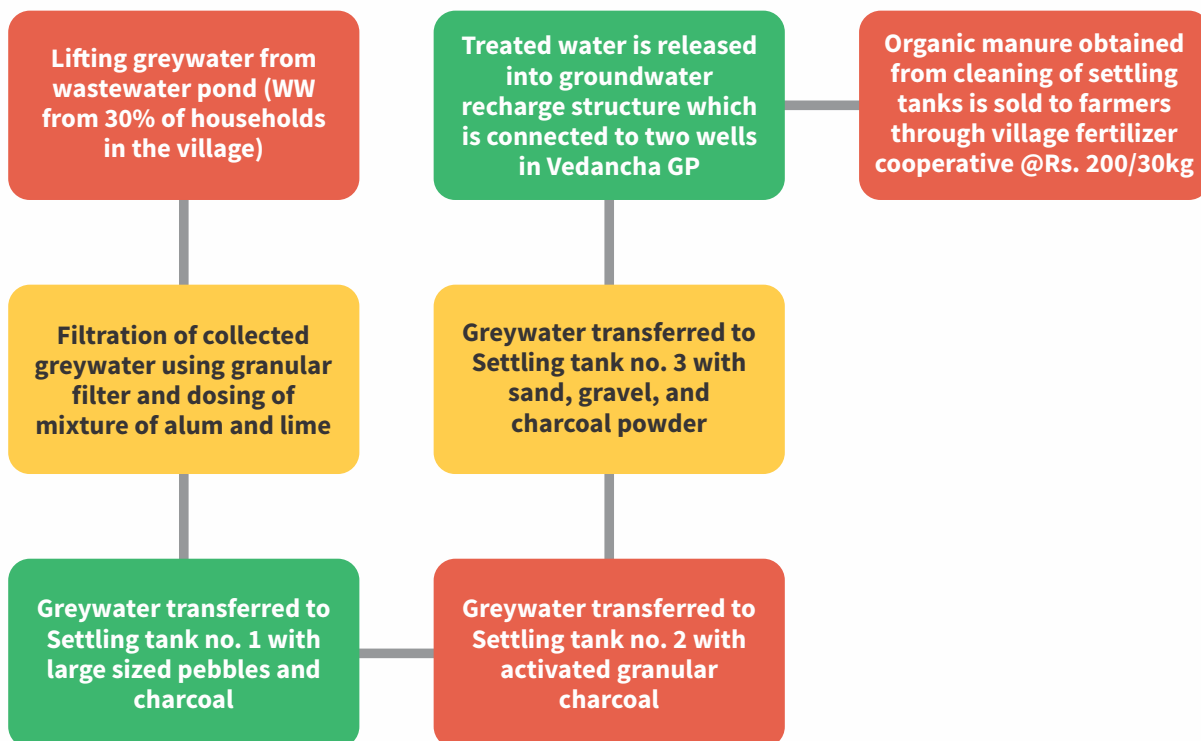 Lifting greywater from
wastewater pond (WW
from 30% of households
in the village)
Filtration of collected
greywater using granular
filter and dosing of
mixture of alum and lime
Greywater transferred to
Settling tank no. 1 with
large sized pebbles and
charcoal
Greywater transferred to
Settling tank no. 2 with
activated granular
charcoal
Greywater transferred to
Settling tank no. 3 with
sand, gravel, and
charcoal powder
Treated water is released
into groundwater
recharge structure which
is connected to two wells
in Vedancha GP
Organic manure obtained
from cleaning of settling
tanks is sold to farmers
through village fertilizer
cooperative @Rs. 200/30kg